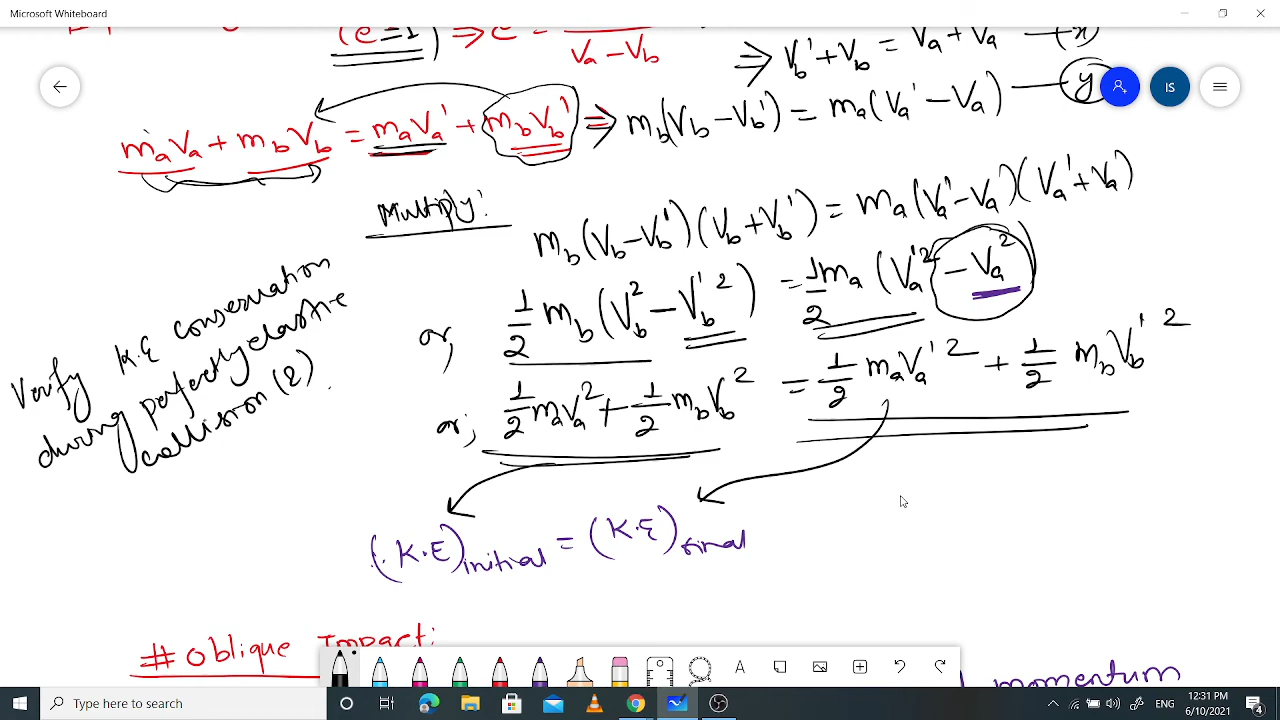 Microsoft Whiteboard
(e=1) ⇒ e =
Va - Vb
⇒ Vb' + Vb = Va' + Va — (x)
maVa + mbVb = maVa' + mbVb' ⇒ mb(Vb - Vb') = ma(Va' - Va) — y
IS
Multiply:
mb(Vb - Vb')(Vb + Vb') = ma(Va' - Va)(Va' + Va)
or, 1/2 mb(Vb² - Vb'²) = 1/2 ma(Va'² - Va²)
or; 1/2 maVa² + 1/2 mbVb² = 1/2 maVa'² + 1/2 mbVb'²
Verify K.E conservation
during perfectly elastic
collision (2).
(K.E)initial = (K.E)final
# Oblique Impact:
momentum
Type here to search
12:31 PM
6/10/2021